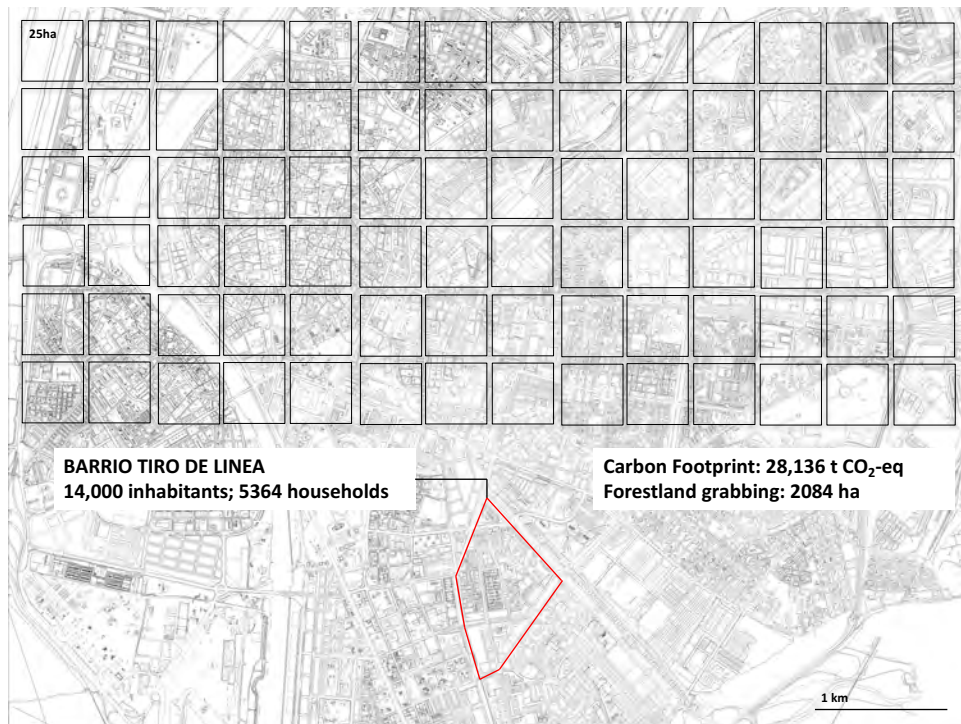 25ha
BARRIO TIRO DE LINEA
14,000 inhabitants; 5364 households
Carbon Footprint: 28,136 t CO₂-eq
Forestland grabbing: 2084 ha
1 km